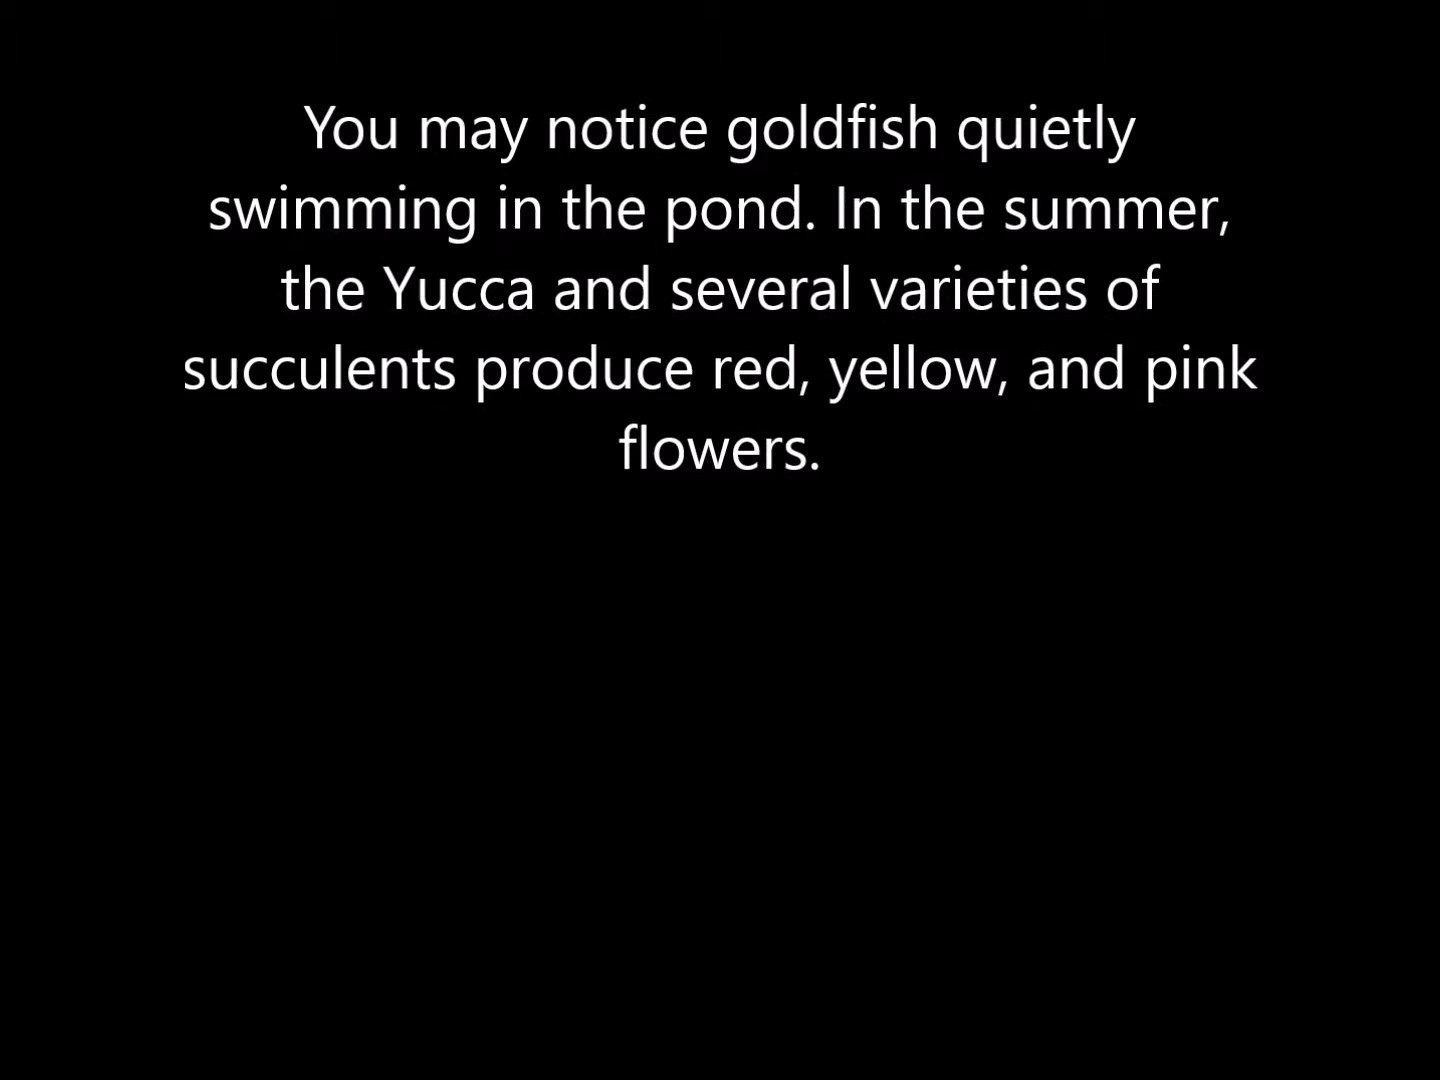 You may notice goldfish quietly
swimming in the pond. In the summer,
the Yucca and several varieties of
succulents produce red, yellow, and pink
flowers.